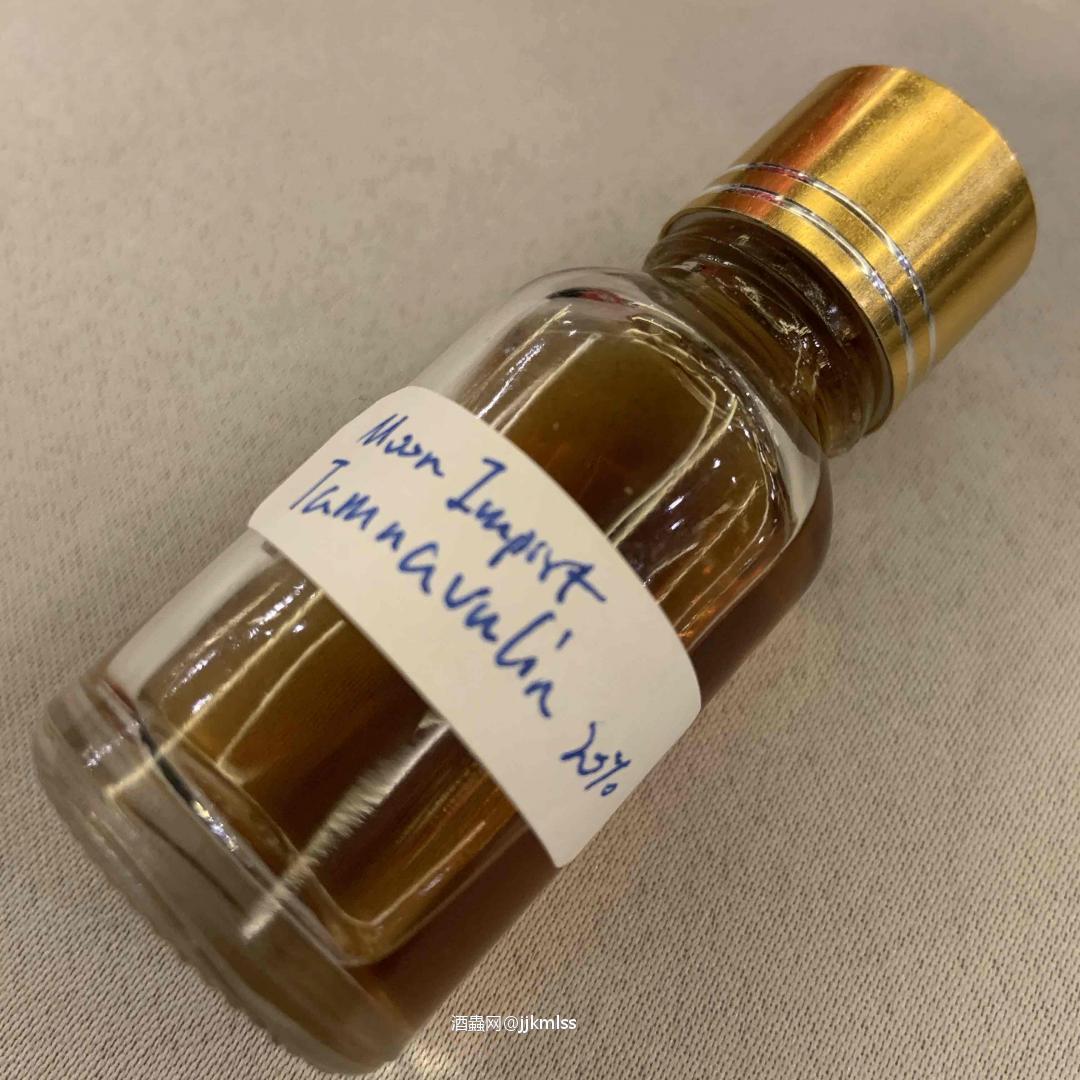 Moon Import
Tamnavulin
20%
酒蟲网@jjkmlss